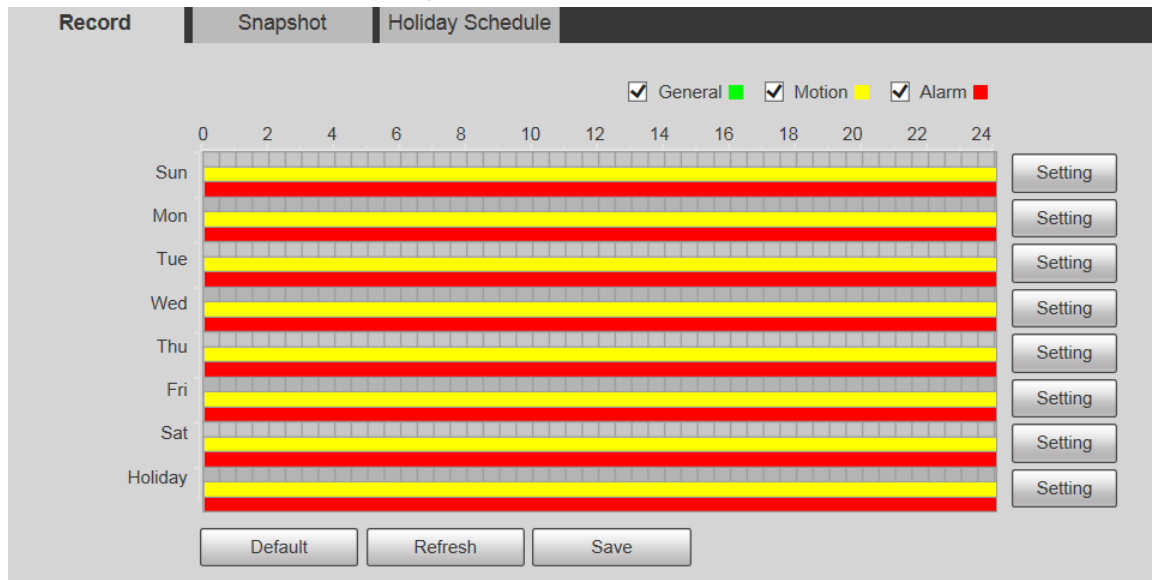 Record Snapshot Holiday Schedule
General Motion Alarm
0 2 4 6 8 10 12 14 16 18 20 22 24
Sun Setting
Mon Setting
Tue Setting
Wed Setting
Thu Setting
Fri Setting
Sat Setting
Holiday Setting
Default Refresh Save